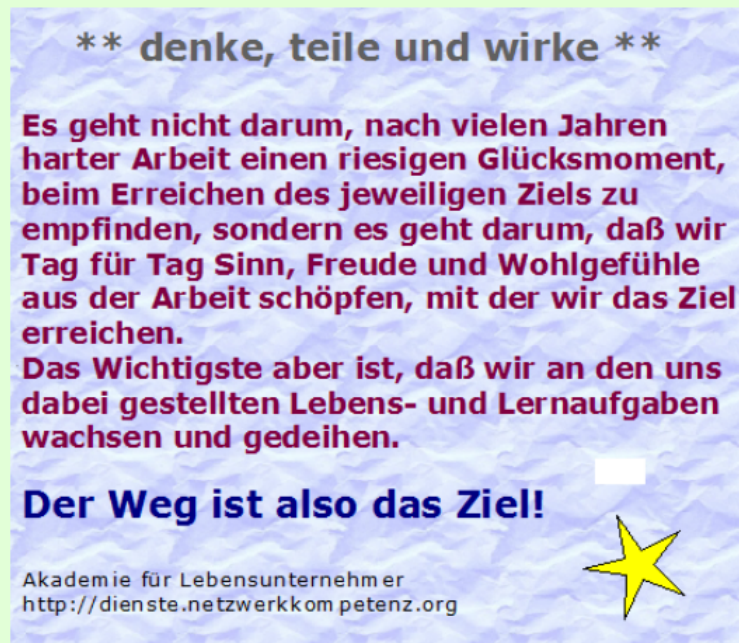 ** denke, teile und wirke **
Es geht nicht darum, nach vielen Jahren
harter Arbeit einen riesigen Glücksmoment,
beim Erreichen des jeweiligen Ziels zu
empfinden, sondern es geht darum, daß wir
Tag für Tag Sinn, Freude und Wohlgefühle
aus der Arbeit schöpfen, mit der wir das Ziel
erreichen.
Das Wichtigste aber ist, daß wir an den uns
dabei gestellten Lebens- und Lernaufgaben
wachsen und gedeihen.
Der Weg ist also das Ziel!
Akademie für Lebensunternehmer
http://dienste.netzwerkkompetenz.org